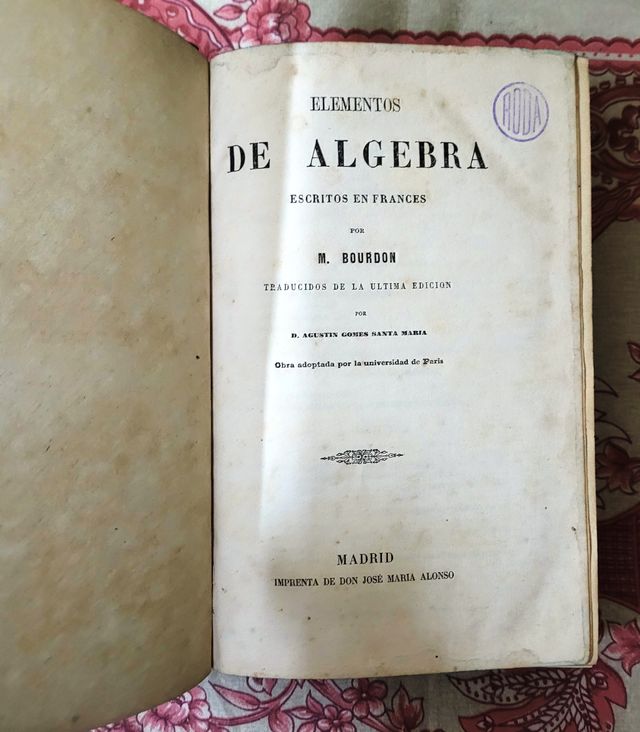 ELEMENTOS
DE ALGEBRA
ESCRITOS EN FRANCES
POR
M. BOURDON
TRADUCIDOS DE LA ULTIMA EDICION
POR
D. AGUSTIN GOMES SANTA MARIA
Obra adoptada por la universidad de Paris
MADRID
IMPRENTA DE DON JOSÉ MARIA ALONSO
RODA